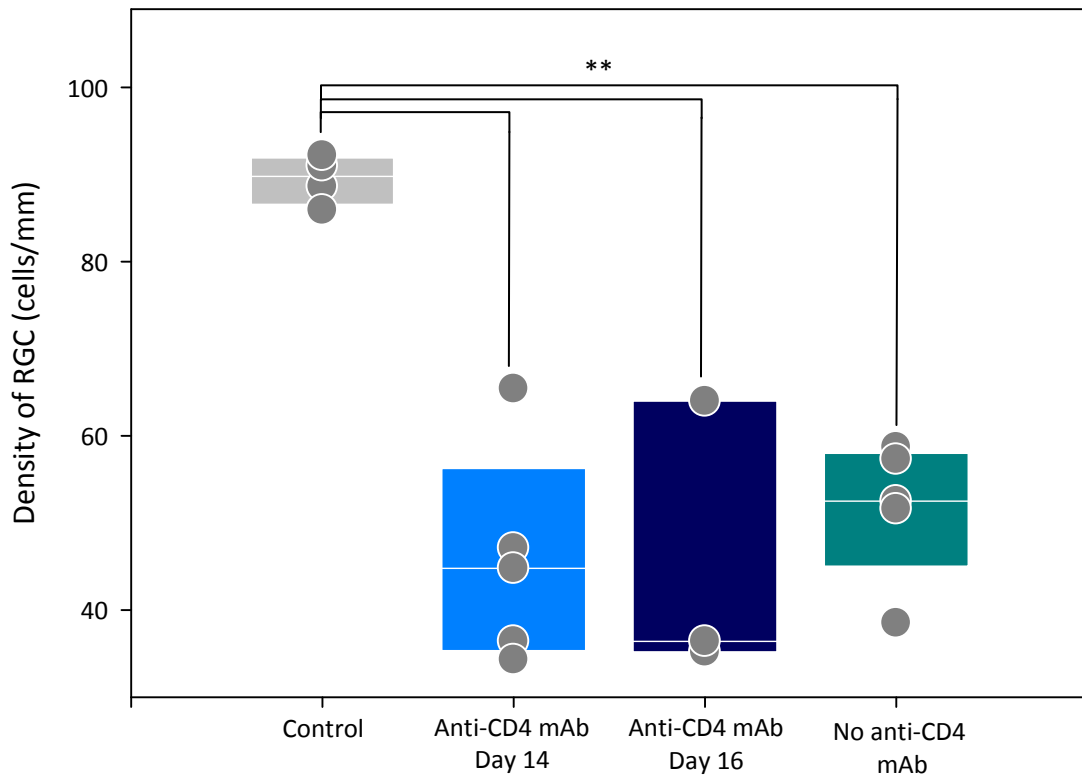 **
100
80
60
40
Density of RGC (cells/mm)
Control
Anti-CD4 mAb
Day 14
Anti-CD4 mAb
Day 16
No anti-CD4
mAb